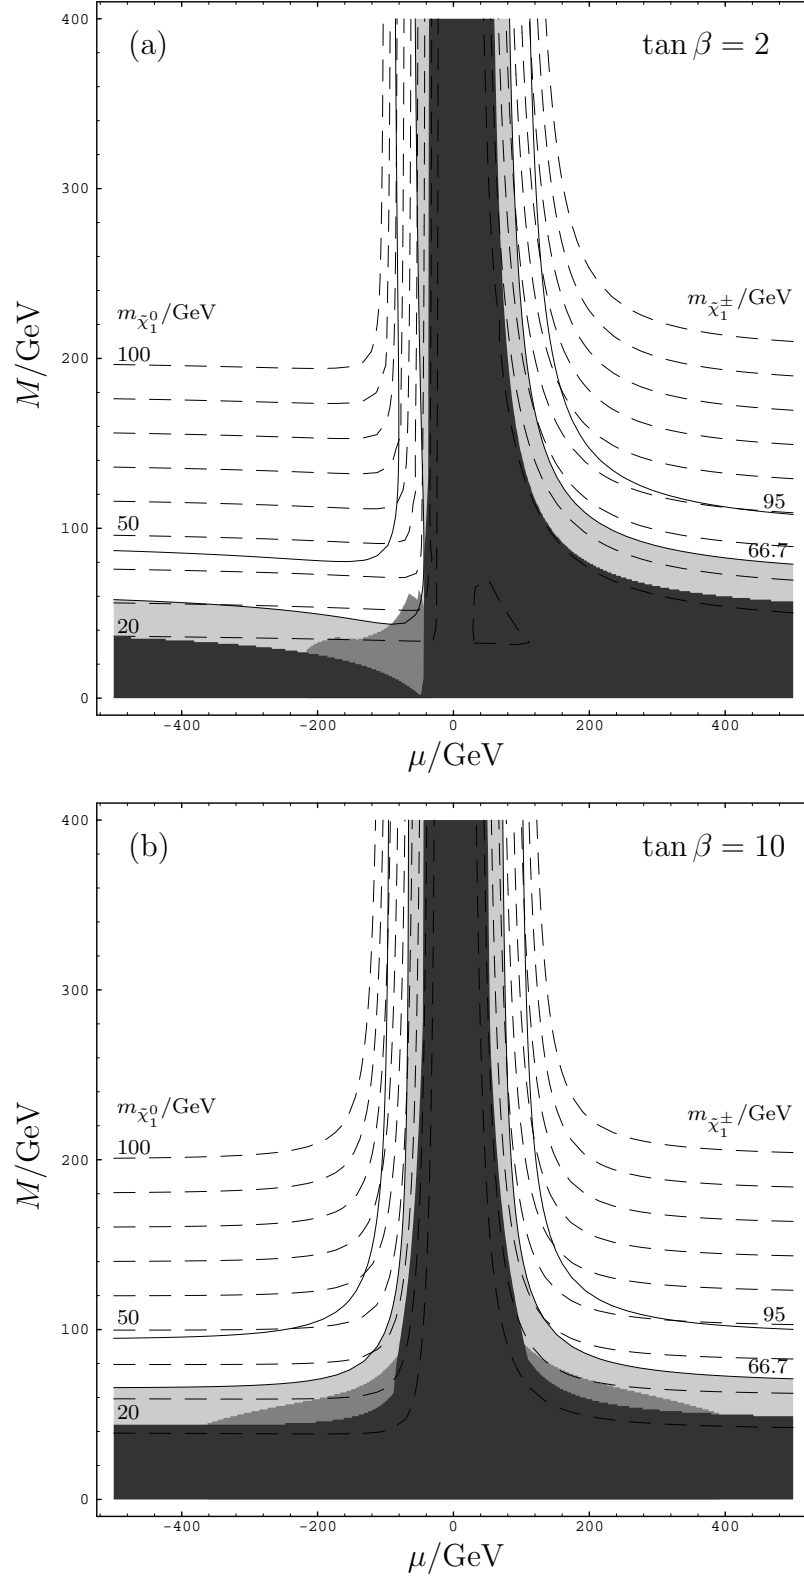 (a) tan β = 2
400
300
200
100
0
M/GeV
m_{χ̃_1^0}/GeV
100
50
20
m_{χ̃_1^±}/GeV
95
66.7
−400 −200 0 200 400
μ/GeV
(b) tan β = 10
400
300
200
100
0
M/GeV
m_{χ̃_1^0}/GeV
100
50
20
m_{χ̃_1^±}/GeV
95
66.7
−400 −200 0 200 400
μ/GeV